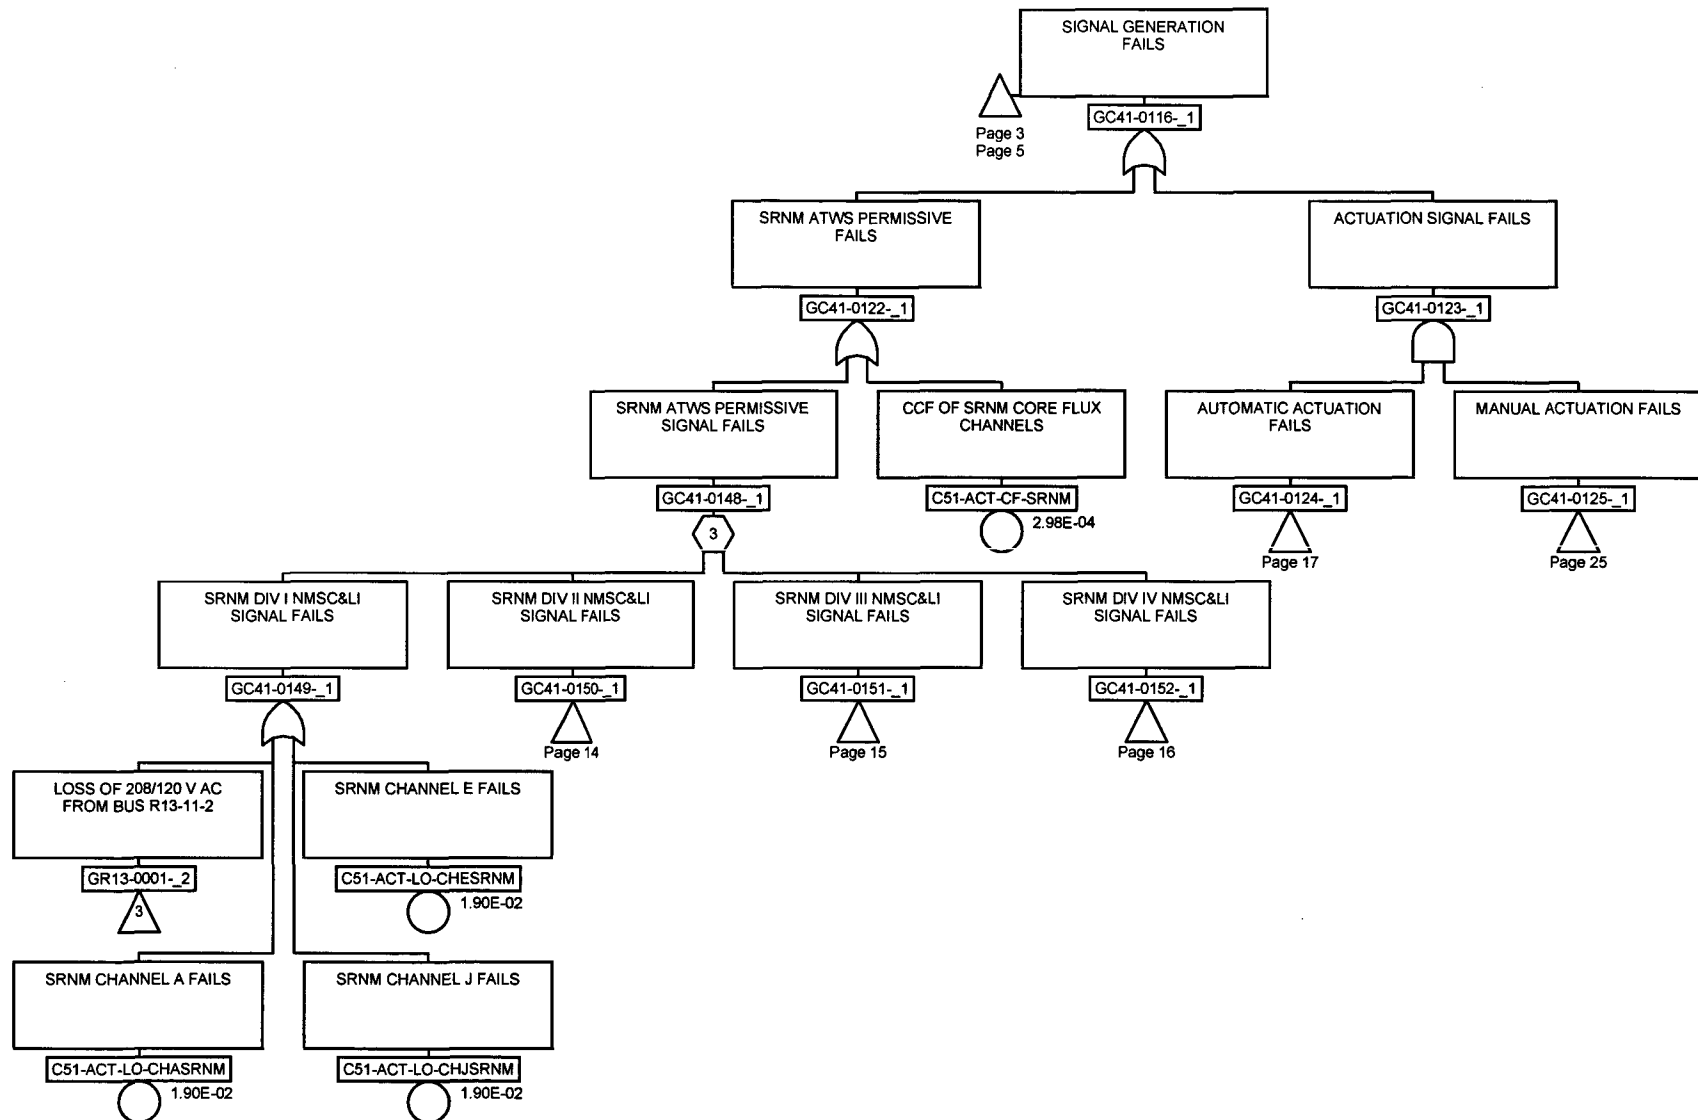 SIGNAL GENERATION
FAILS
Page 3
Page 5
GC41-0116-_1
SRNM ATWS PERMISSIVE
FAILS
GC41-0122-_1
ACTUATION SIGNAL FAILS
GC41-0123-_1
SRNM ATWS PERMISSIVE
SIGNAL FAILS
GC41-0148-_1
3
CCF OF SRNM CORE FLUX
CHANNELS
C51-ACT-CF-SRNM
2.98E-04
AUTOMATIC ACTUATION
FAILS
GC41-0124-_1
Page 17
MANUAL ACTUATION FAILS
GC41-0125-_1
Page 25
SRNM DIV I NMSC&LI
SIGNAL FAILS
GC41-0149-_1
SRNM DIV II NMSC&LI
SIGNAL FAILS
GC41-0150-_1
Page 14
SRNM DIV III NMSC&LI
SIGNAL FAILS
GC41-0151-_1
Page 15
SRNM DIV IV NMSC&LI
SIGNAL FAILS
GC41-0152-_1
Page 16
LOSS OF 208/120 V AC
FROM BUS R13-11-2
GR13-0001-_2
3
SRNM CHANNEL E FAILS
C51-ACT-LO-CHESRNM
1.90E-02
SRNM CHANNEL A FAILS
C51-ACT-LO-CHASRNM
1.90E-02
SRNM CHANNEL J FAILS
C51-ACT-LO-CHJSRNM
1.90E-02